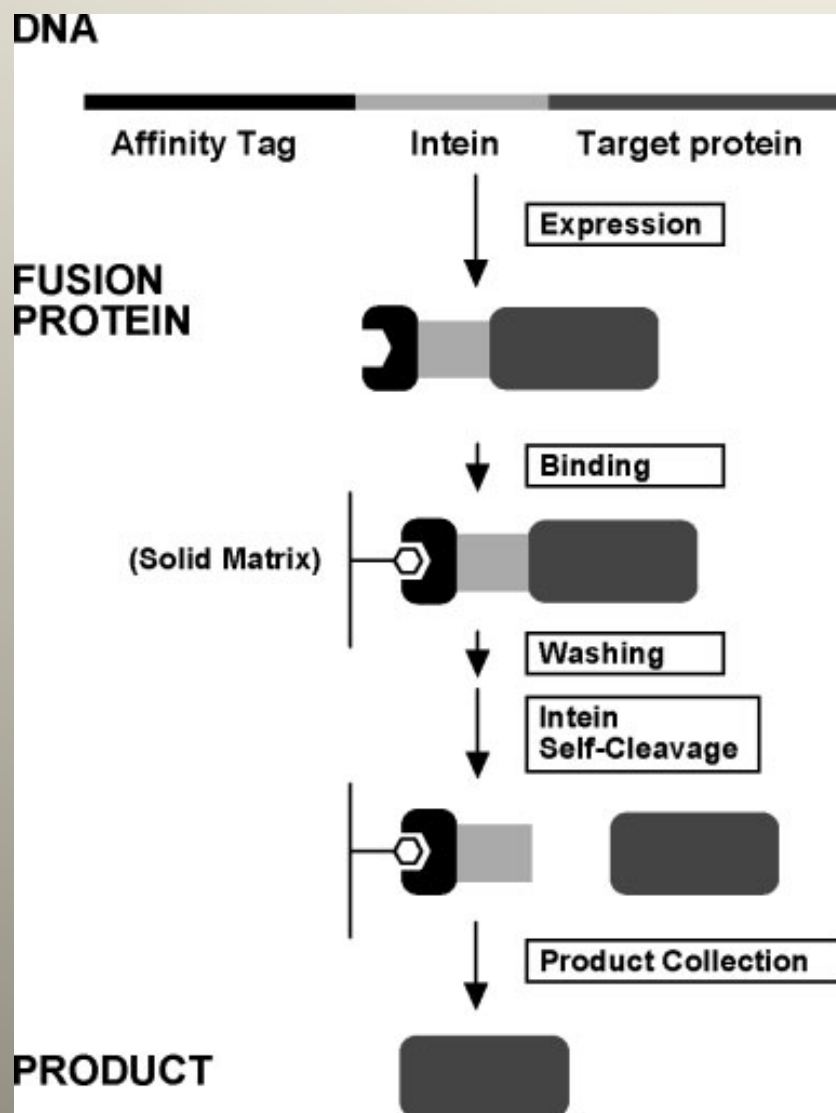 DNA
Affinity Tag Intein Target protein
Expression
FUSION
PROTEIN
Binding
(Solid Matrix)
Washing
Intein
Self-Cleavage
Product Collection
PRODUCT